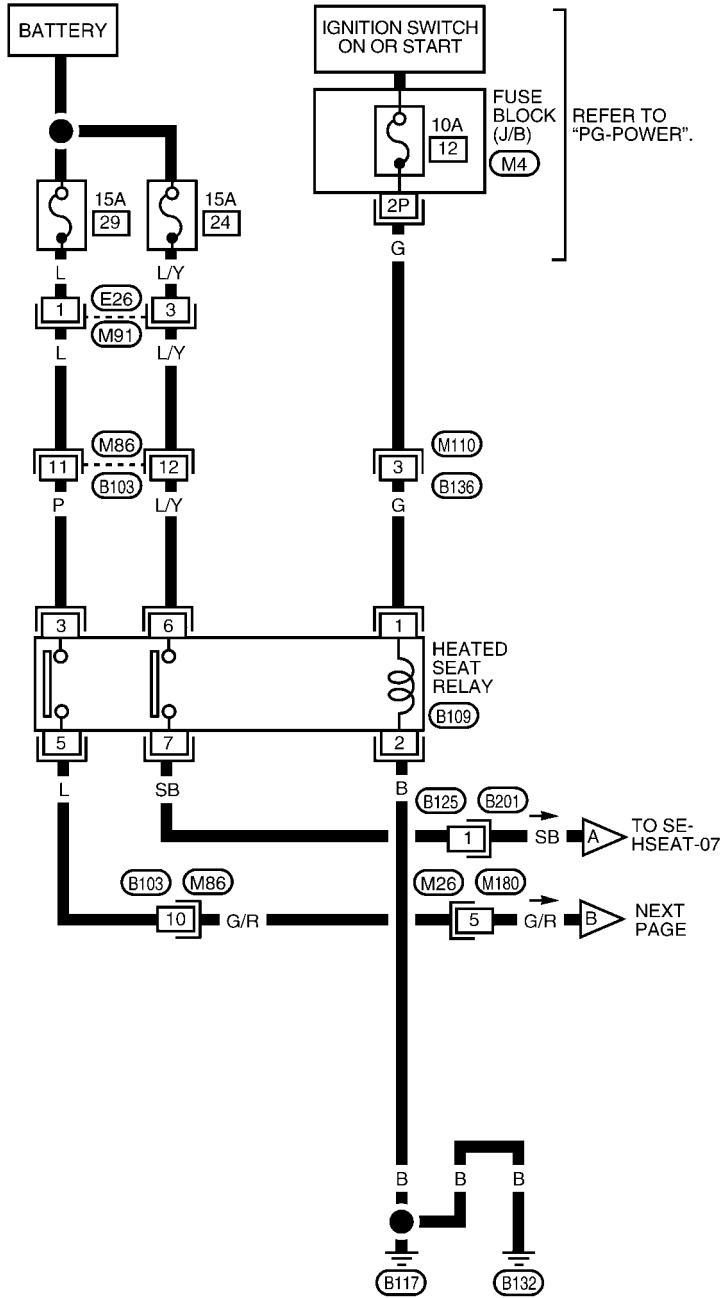 BATTERY
IGNITION SWITCH
ON OR START
FUSE
BLOCK
(J/B)
M4
REFER TO
"PG-POWER".
10A
12
2P
15A
29
15A
24
G
L
L/Y
1
E26
3
M91
L
L/Y
M86
11
12
B103
P
L/Y
M110
3
B136
G
3
6
1
HEATED
SEAT
RELAY
B109
5
7
2
L
SB
B
B125
B201
1
SB
A
TO SE-
HSEAT-07
B103
M86
10
G/R
M26
M180
5
G/R
B
NEXT
PAGE
B
B
B
B117
B132